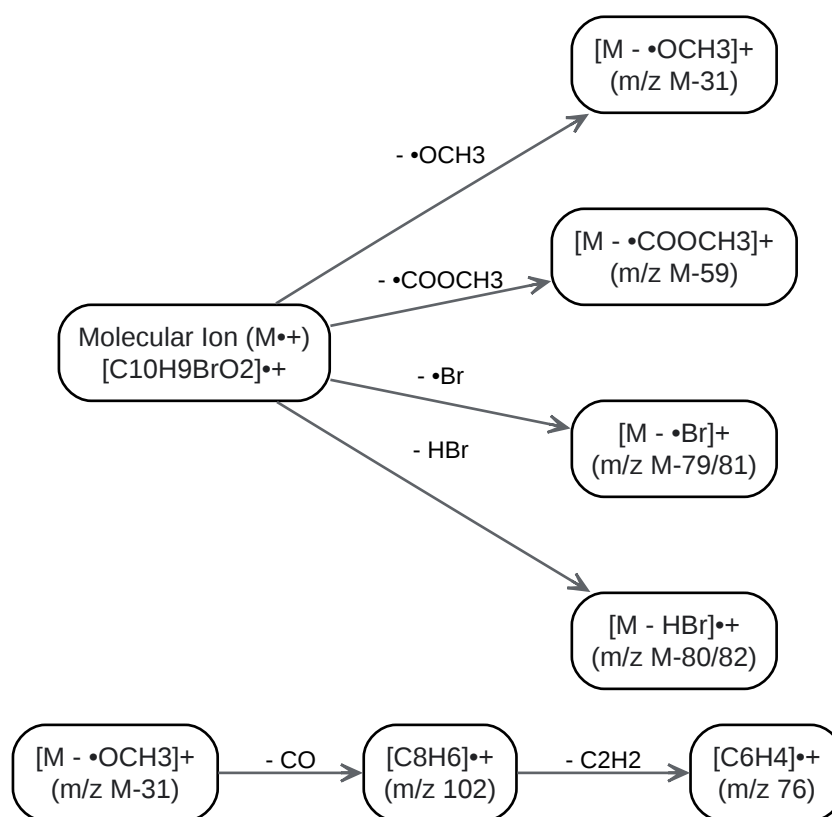 [M - •OCH3]+
(m/z M-31)
- •OCH3
[M - •COOCH3]+
(m/z M-59)
- •COOCH3
Molecular Ion (M•+)
[C10H9BrO2]•+
- •Br
[M - •Br]+
(m/z M-79/81)
- HBr
[M - HBr]•+
(m/z M-80/82)
[M - •OCH3]+
(m/z M-31)
- CO
[C8H6]•+
(m/z 102)
- C2H2
[C6H4]•+
(m/z 76)